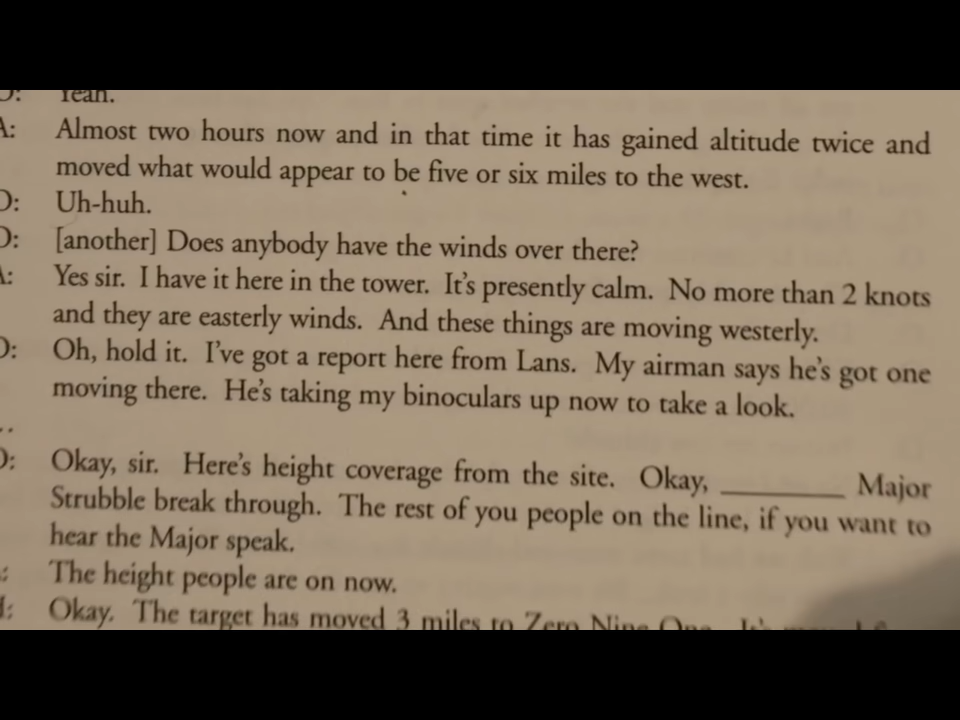 D: Yeah.
A: Almost two hours now and in that time it has gained altitude twice and
moved what would appear to be five or six miles to the west.
D: Uh-huh.
D: [another] Does anybody have the winds over there?
A: Yes sir. I have it here in the tower. It's presently calm. No more than 2 knots
and they are easterly winds. And these things are moving westerly.
D: Oh, hold it. I've got a report here from Lans. My airman says he's got one
moving there. He's taking my binoculars up now to take a look.
..
D: Okay, sir. Here's height coverage from the site. Okay, ________ Major
Strubble break through. The rest of you people on the line, if you want to
hear the Major speak.
: The height people are on now.
: Okay. The target has moved 3 miles to Zero Nine One. It's